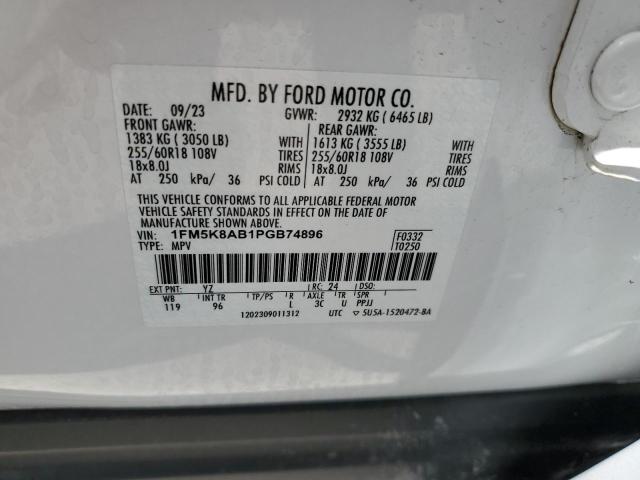 MFD. BY FORD MOTOR CO.
DATE: 09/23 GVWR: 2932 KG ( 6465 LB)
FRONT GAWR: REAR GAWR:
1383 KG ( 3050 LB) WITH 1613 KG ( 3555 LB) WITH
255/60R18 108V TIRES 255/60R18 108V TIRES
18x8.0J RIMS 18x8.0J RIMS
AT 250 kPa/ 36 PSI COLD AT 250 kPa/ 36 PSI COLD
THIS VEHICLE CONFORMS TO ALL APPLICABLE FEDERAL MOTOR
VEHICLE SAFETY STANDARDS IN EFFECT ON THE DATE OF
MANUFACTURE SHOWN ABOVE.
VIN: 1FM5K8AB1PGB74896 F0332
TYPE: MPV T0250
EXT PNT: YZ RC: 24 DSO:
WB INT TR TP/PS R AXLE TR SPR
119 96 L 3C U PPJJ
1202309011312 UTC ▽ 5U5A-1520472-BA